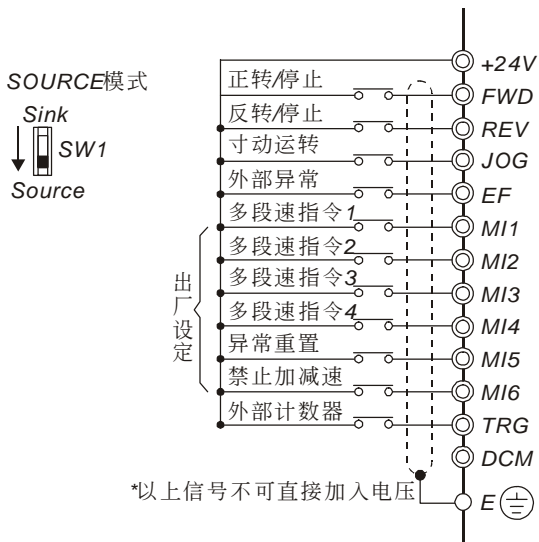 +24V
SOURCE模式
正转/停止
FWD
Sink
反转/停止
REV
SW1
寸动运转
JOG
Source
外部异常
EF
多段速指令1
MI1
多段速指令2
MI2
出厂设定
多段速指令3
MI3
多段速指令4
MI4
异常重置
MI5
禁止加减速
MI6
外部计数器
TRG
DCM
*以上信号不可直接加入电压
E